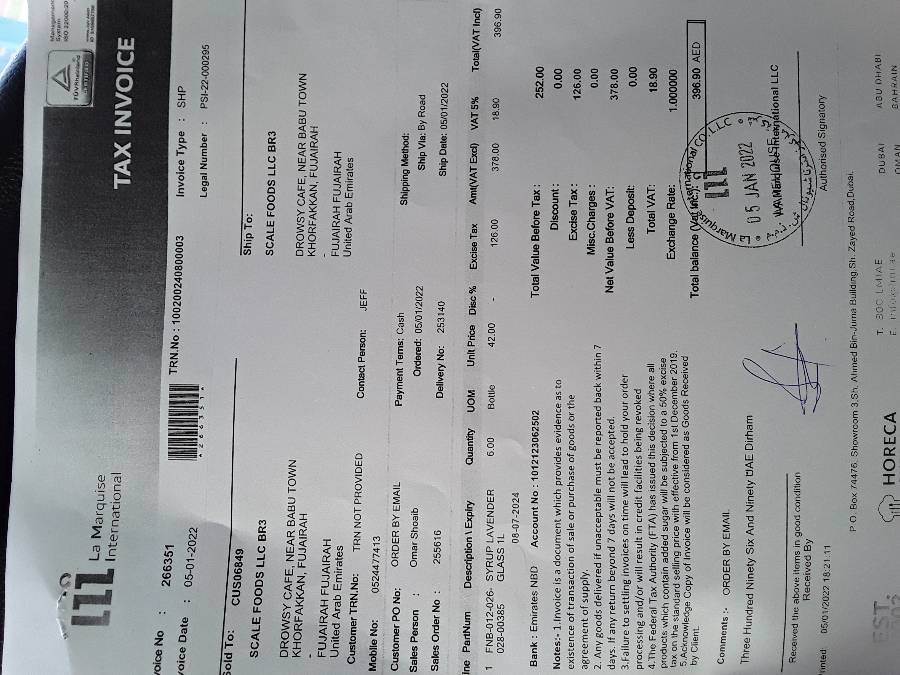 La Marquise
International
Management
System
ISO 22000:20
TÜVRheinland
TAX INVOICE
voice No : 266351
TRN.No : 100200240800003
Invoice Type : SHP
voice Date : 05-01-2022
*266351*
Legal Number : PSI-22-000295
Sold To:
CUS06849
SCALE FOODS LLC BR3
DROWSY CAFE, NEAR BABU TOWN
KHORFAKKAN, FUJAIRAH
-
FUJAIRAH FUJAIRAH
United Arab Emirates
Ship To:
SCALE FOODS LLC BR3
DROWSY CAFE, NEAR BABU TOWN
KHORFAKKAN, FUJAIRAH
-
FUJAIRAH FUJAIRAH
United Arab Emirates
Customer TRN.No: TRN NOT PROVIDED
Mobile No: 0524477413
Contact Person: JEFF
Customer PO No: ORDER BY EMAIL
Payment Terms: Cash
Shipping Method:
Sales Person : Omar Shoaib
Ordered: 05/01/2022
Ship Via: By Road
Sales Order : 255616
Delivery No: 253140
Ship Date: 05/01/2022
ine PartNum Description \ Expiry Quantity UOM Unit Price Disc % Excise Tax Amt(VAT Excl) VAT 5% Total(VAT Incl)
1 FNB-012-026- SYRUP LAVENDER 6.00 Bottle 42.00 - 126.00 378.00 18.90 396.90
0228-00385 GLASS 1L
08-07-2024
Bank : Emirates NBD Account No : 1012123062502
Notes:- 1.Invoice is a document which provides evidence as to
existence of transaction of sale or purchase of goods or the
agreement of supply.
2. Any goods delivered if unacceptable must be reported back within 7
days. if any return beyond 7 days will not be accepted.
3.Failure to settling invoices on time will lead to hold your order
processing and/or will result in credit facilities being revoked
4.The Federal Tax Authority (FTA) has issued this decision where all
products which contain added sugar will be subjected to a 50% excise
tax on the standard selling price with effective from 1st December 2019.
5. Acknowledge Copy of Invoice will be considered as Goods Received
by Client.
Total Value Before Tax : 252.00
Discount : 0.00
Excise Tax : 126.00
Misc.Charges : 0.00
Net Value Before VAT: 378.00
Less Deposit: 0.00
Total VAT: 18.90
Exchange Rate: 1.000000
Total balance (Vat Inc.): 396.90 AED
Comments :- ORDER BY EMAIL
Three Hundred Ninety Six And Ninety UAE Dirham
La Marquise International CO. LLC
05 JAN 2022
WAREHOUSE
International LLC
Received the above items in good condition
Received By
Authorised Signatory
rinted: 05/01/2022 18:21:11
P O. Box 74476, Showroom 3,Sh. Ahmed Bin Juma Building,Sh. Zayed Road,Dubai.
EST.
HORECA
DUBAI
ABU DHABI
BAHRAIN